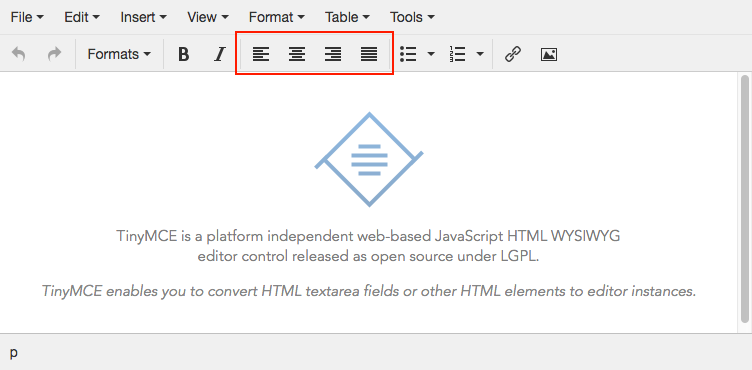 File Edit Insert View Format Table Tools
Formats B I
TinyMCE is a platform independent web-based JavaScript HTML WYSIWYG
editor control released as open source under LGPL.
TinyMCE enables you to convert HTML textarea fields or other HTML elements to editor instances.
p